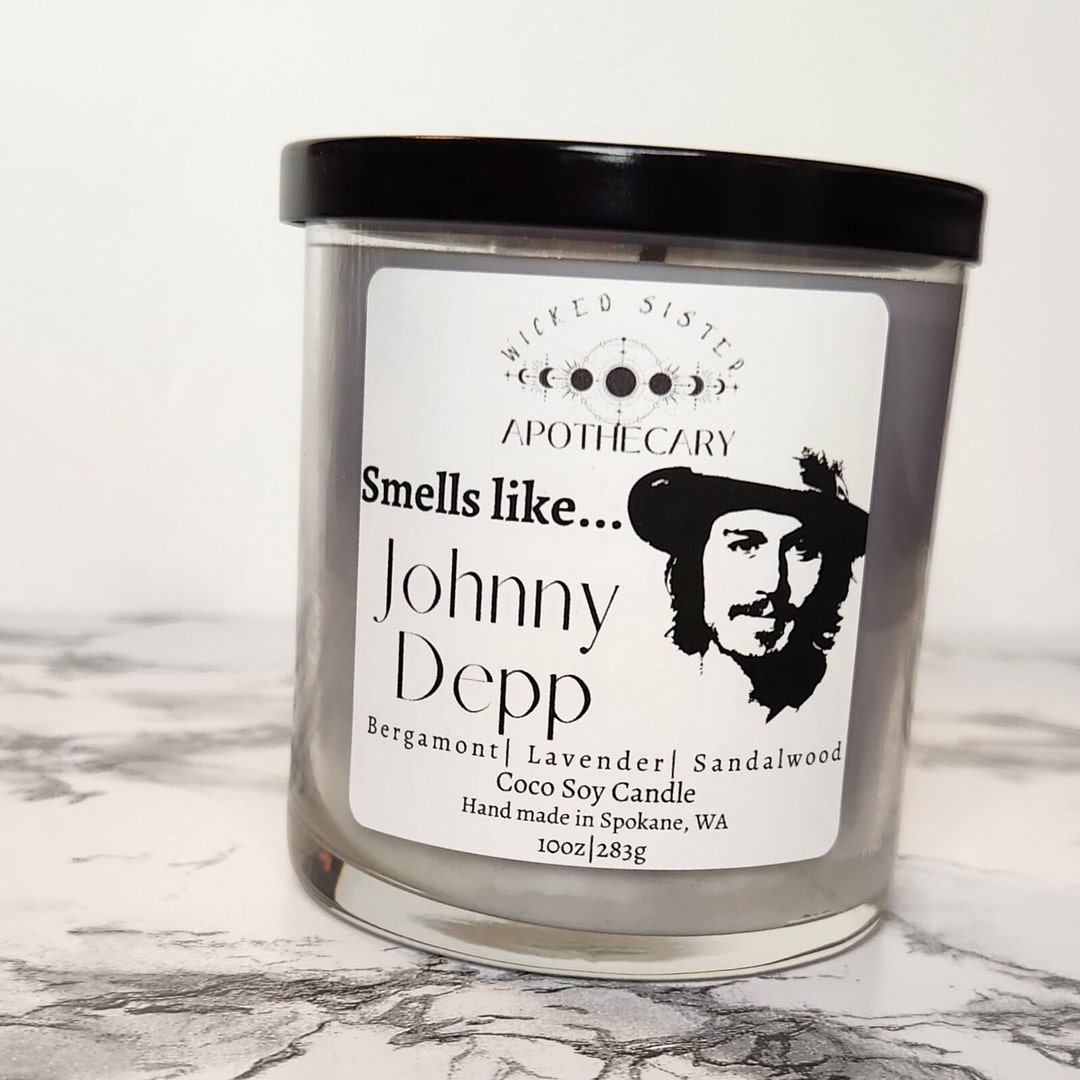 WICKED SISTER
APOTHECARY
Smells like...
Johnny
Depp
Bergamont| Lavender| Sandalwood
Coco Soy Candle
Hand made in Spokane, WA
10oz|283g